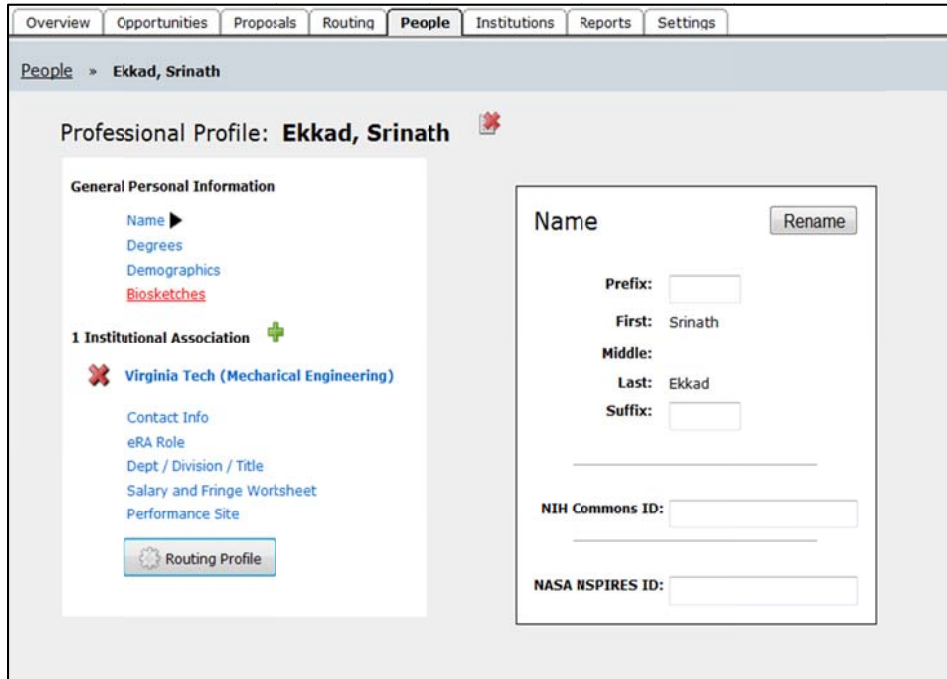 Overview Opportunities Proposals Routing People Institutions Reports Settings
People » Ekkad, Srinath
Professional Profile: Ekkad, Srinath
General Personal Information
Name
Degrees
Demographics
Biosketches
1 Institutional Association
Virginia Tech (Mecharical Engineering)
Contact Info
eRA Role
Dept / Division / Title
Salary and Fringe Wortsheet
Performance Site
Routing Profile
Name Rename
Prefix:
First: Srinath
Middle:
Last: Ekkad
Suffix:
NIH Commons ID:
NASA NSPIRES ID: